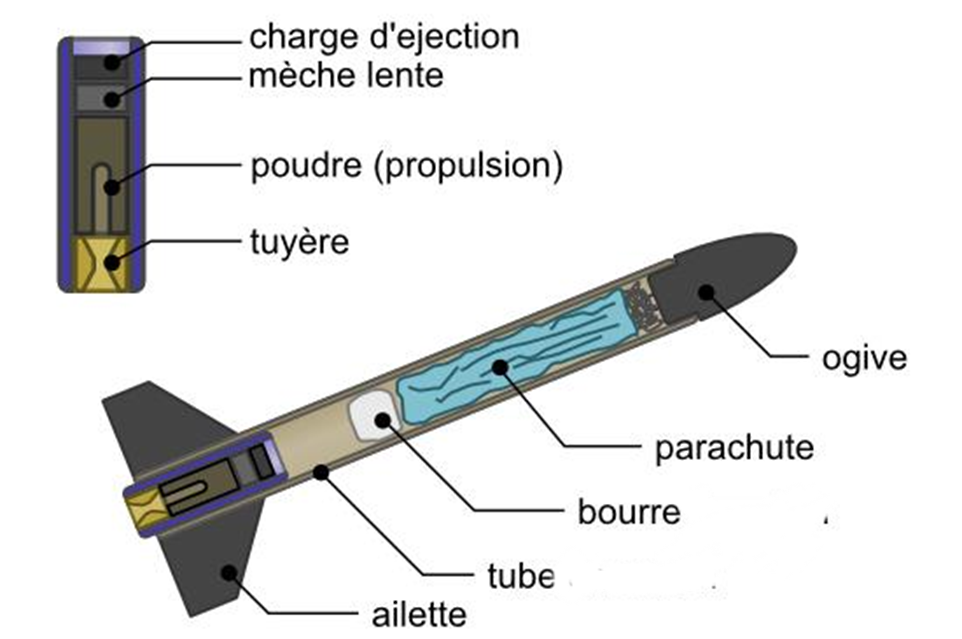 charge d'ejection
mèche lente
poudre (propulsion)
tuyère
ogive
parachute
bourre
tube
ailette